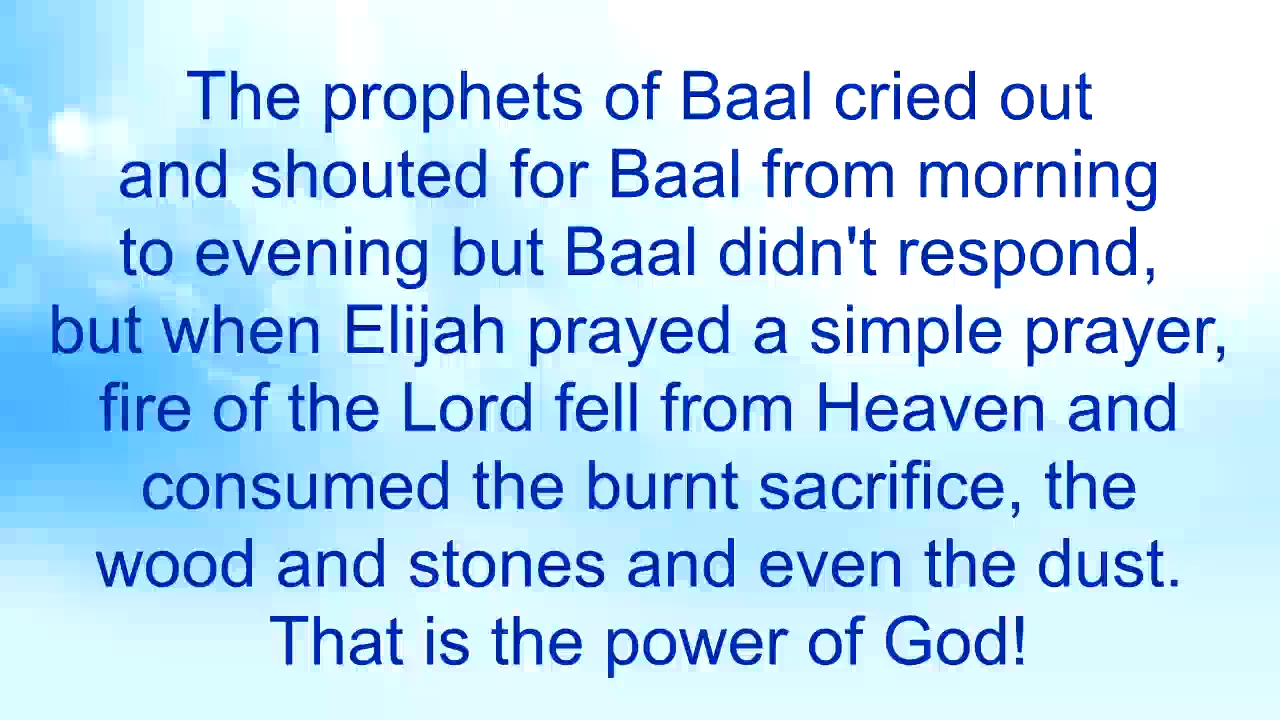 The prophets of Baal cried out
and shouted for Baal from morning
to evening but Baal didn't respond,
but when Elijah prayed a simple prayer,
fire of the Lord fell from Heaven and
consumed the burnt sacrifice, the
wood and stones and even the dust.
That is the power of God!